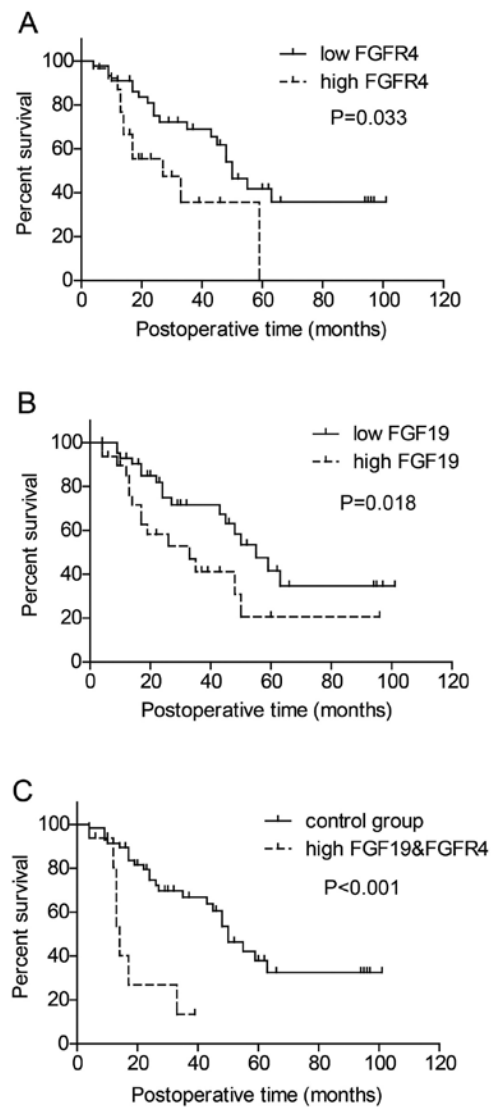 A
low FGFR4
high FGFR4
P=0.033
Percent survival
100
80
60
40
20
0
0 20 40 60 80 100 120
Postoperative time (months)
B
low FGF19
high FGF19
P=0.018
Percent survival
100
80
60
40
20
0
0 20 40 60 80 100 120
Postoperative time (months)
C
control group
high FGF19&FGFR4
P<0.001
Percent survival
100
80
60
40
20
0
0 20 40 60 80 100 120
Postoperative time (months)